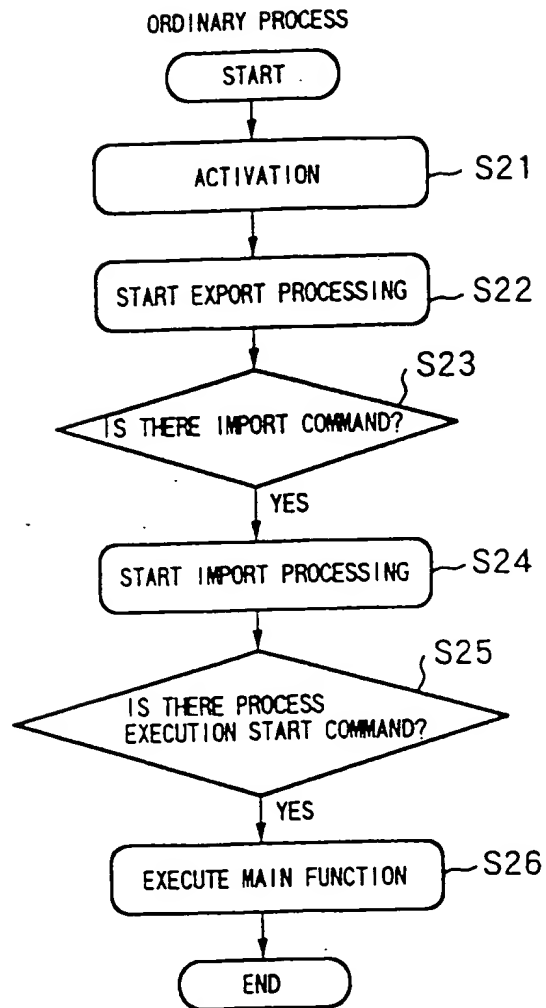 ORDINARY PROCESS
START
ACTIVATION
S21
START EXPORT PROCESSING
S22
S23
IS THERE IMPORT COMMAND?
YES
START IMPORT PROCESSING
S24
S25
IS THERE PROCESS
EXECUTION START COMMAND?
YES
EXECUTE MAIN FUNCTION
S26
END